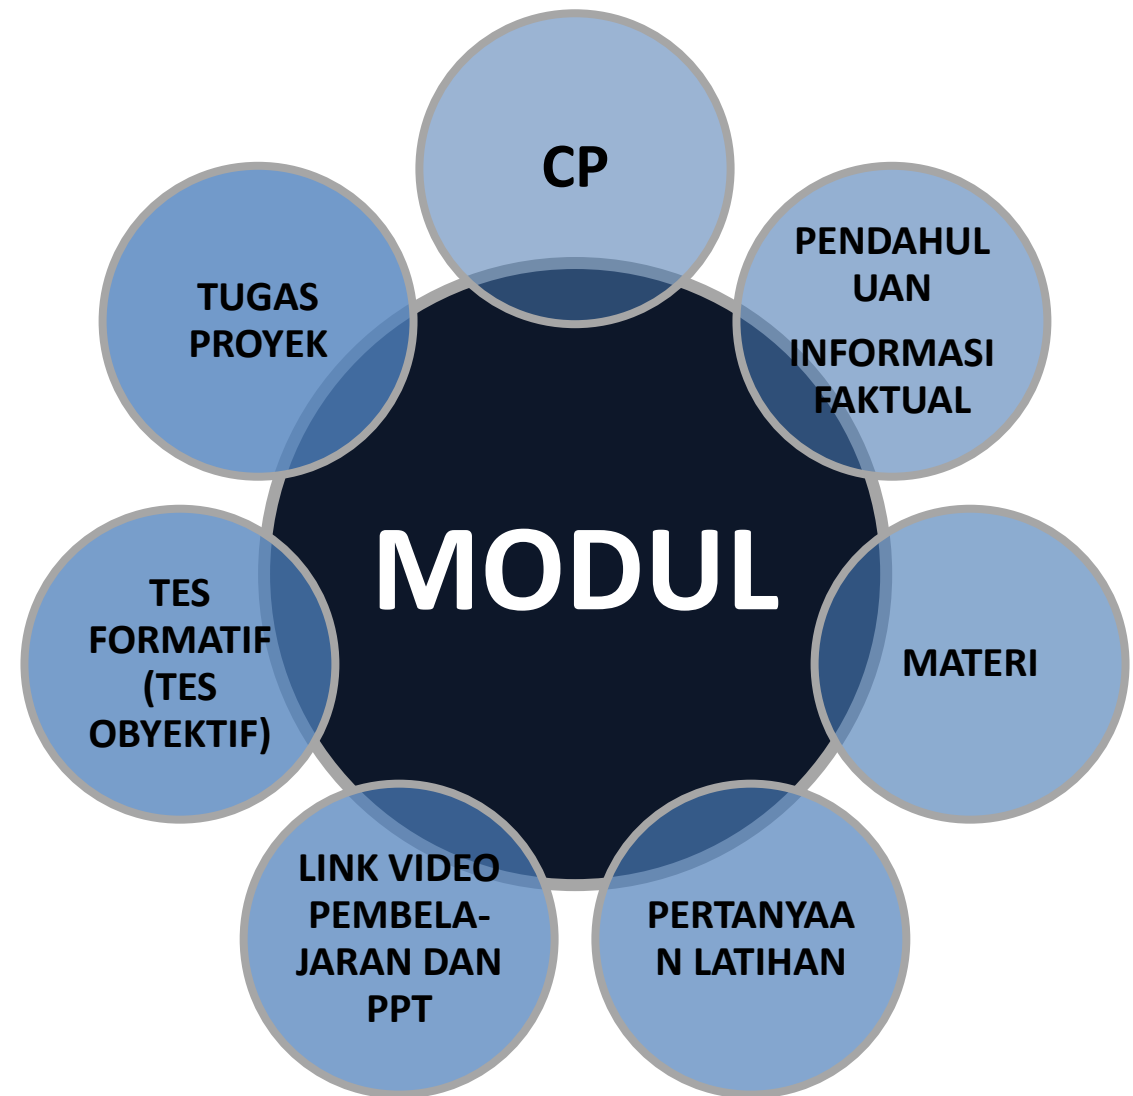 CP
PENDAHUL
UAN
INFORMASI
FAKTUAL
MATERI
PERTANYAA
N LATIHAN
LINK VIDEO
PEMBELA-
JARAN DAN
PPT
TES
FORMATIF
(TES
OBYEKTIF)
TUGAS
PROYEK
MODUL